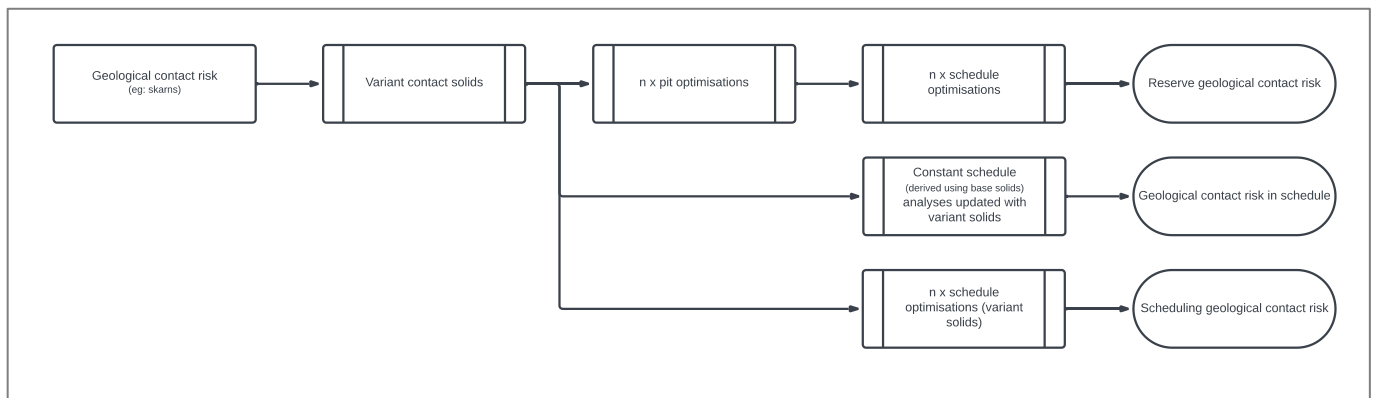 Geological contact risk
(eg: skarns)
Variant contact solids
n x pit optimisations
n x schedule
optimisations
Reserve geological contact risk
Constant schedule
(derived using base solids)
analyses updated with
variant solids
Geological contact risk in schedule
n x schedule
optimisations (variant
solids)
Scheduling geological contact risk